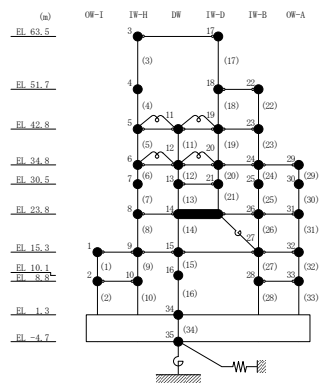 (m) OW-I IW-H DW IW-D IW-B OW-A
EL 63.5 3 17
(3) (17)
EL 51.7 4 18 22
(4) 11 19 (18) (22)
EL 42.8 5 23
(5) 12 (11) 20 (19) (23)
EL 34.8 6 24 29
(6) (12) (20) (24) 25 (29)
EL 30.5 7 13 21 30
(7) (13) (21) (25) (30)
EL 23.8 8 14 26 31
(8) (14) (26) (31)
27
EL 15.3 1 9 15 32
(1) (9) (15) (27) (32)
EL 10.1 16
EL 8.8 2 10 28 33
(2) (10) (16) (28) (33)
EL 1.3 34
(34)
EL -4.7 35